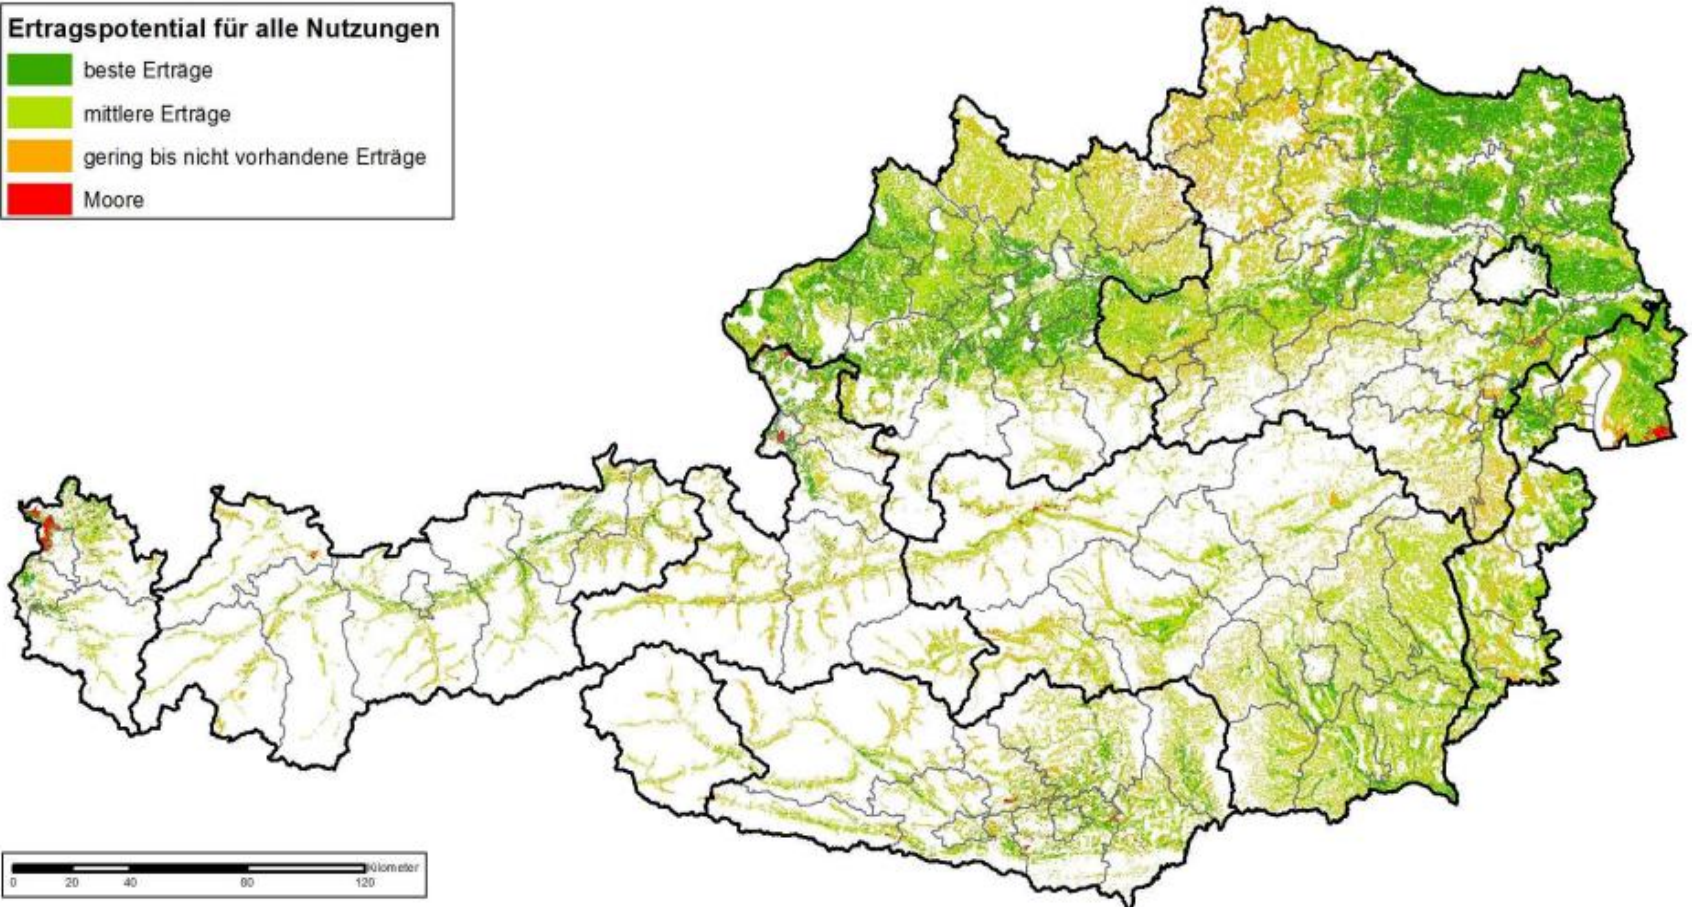 Ertragspotential für alle Nutzungen
beste Erträge
mittlere Erträge
gering bis nicht vorhandene Erträge
Moore
Kilometer
0 20 40 80 120